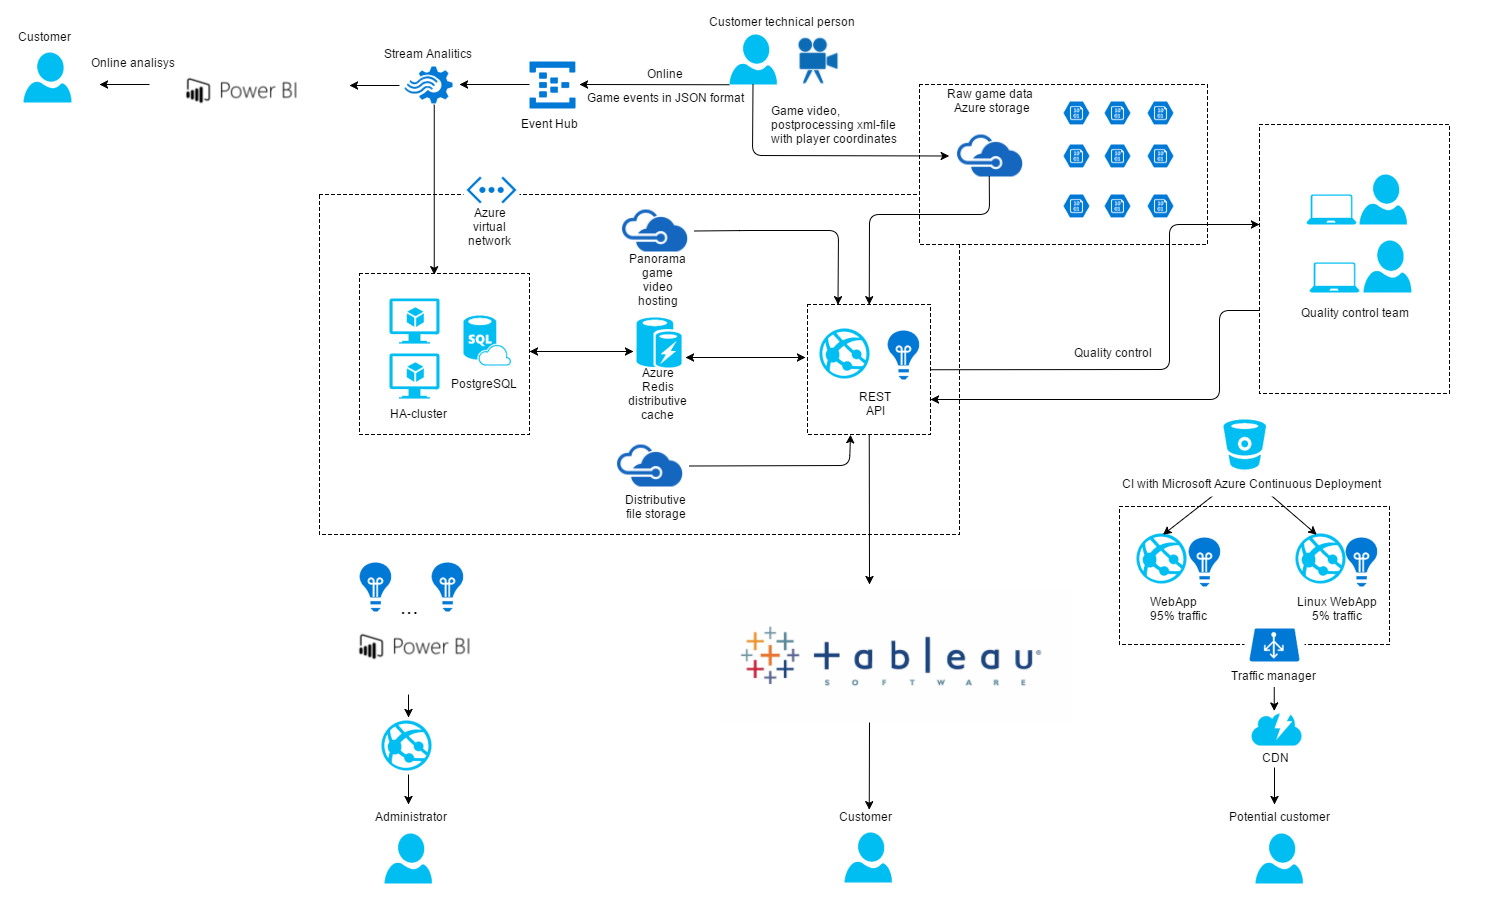 Customer technical person
Customer
Online analisys
Power BI
Stream Analitics
Event Hub
Online
Game events in JSON format
Game video,
postprocessing xml-file
with player coordinates
Raw game data
Azure storage
Azure
virtual
network
Panorama
game
video
hosting
SQL
PostgreSQL
HA-cluster
Azure
Redis
distributive
cache
REST
API
Quality control
Quality control team
Distributive
file storage
CI with Microsoft Azure Continuous Deployment
WebApp
95% traffic
Linux WebApp
5% traffic
Traffic manager
CDN
Potential customer
...
Power BI
Administrator
+ableau®
SOFTWARE
Customer